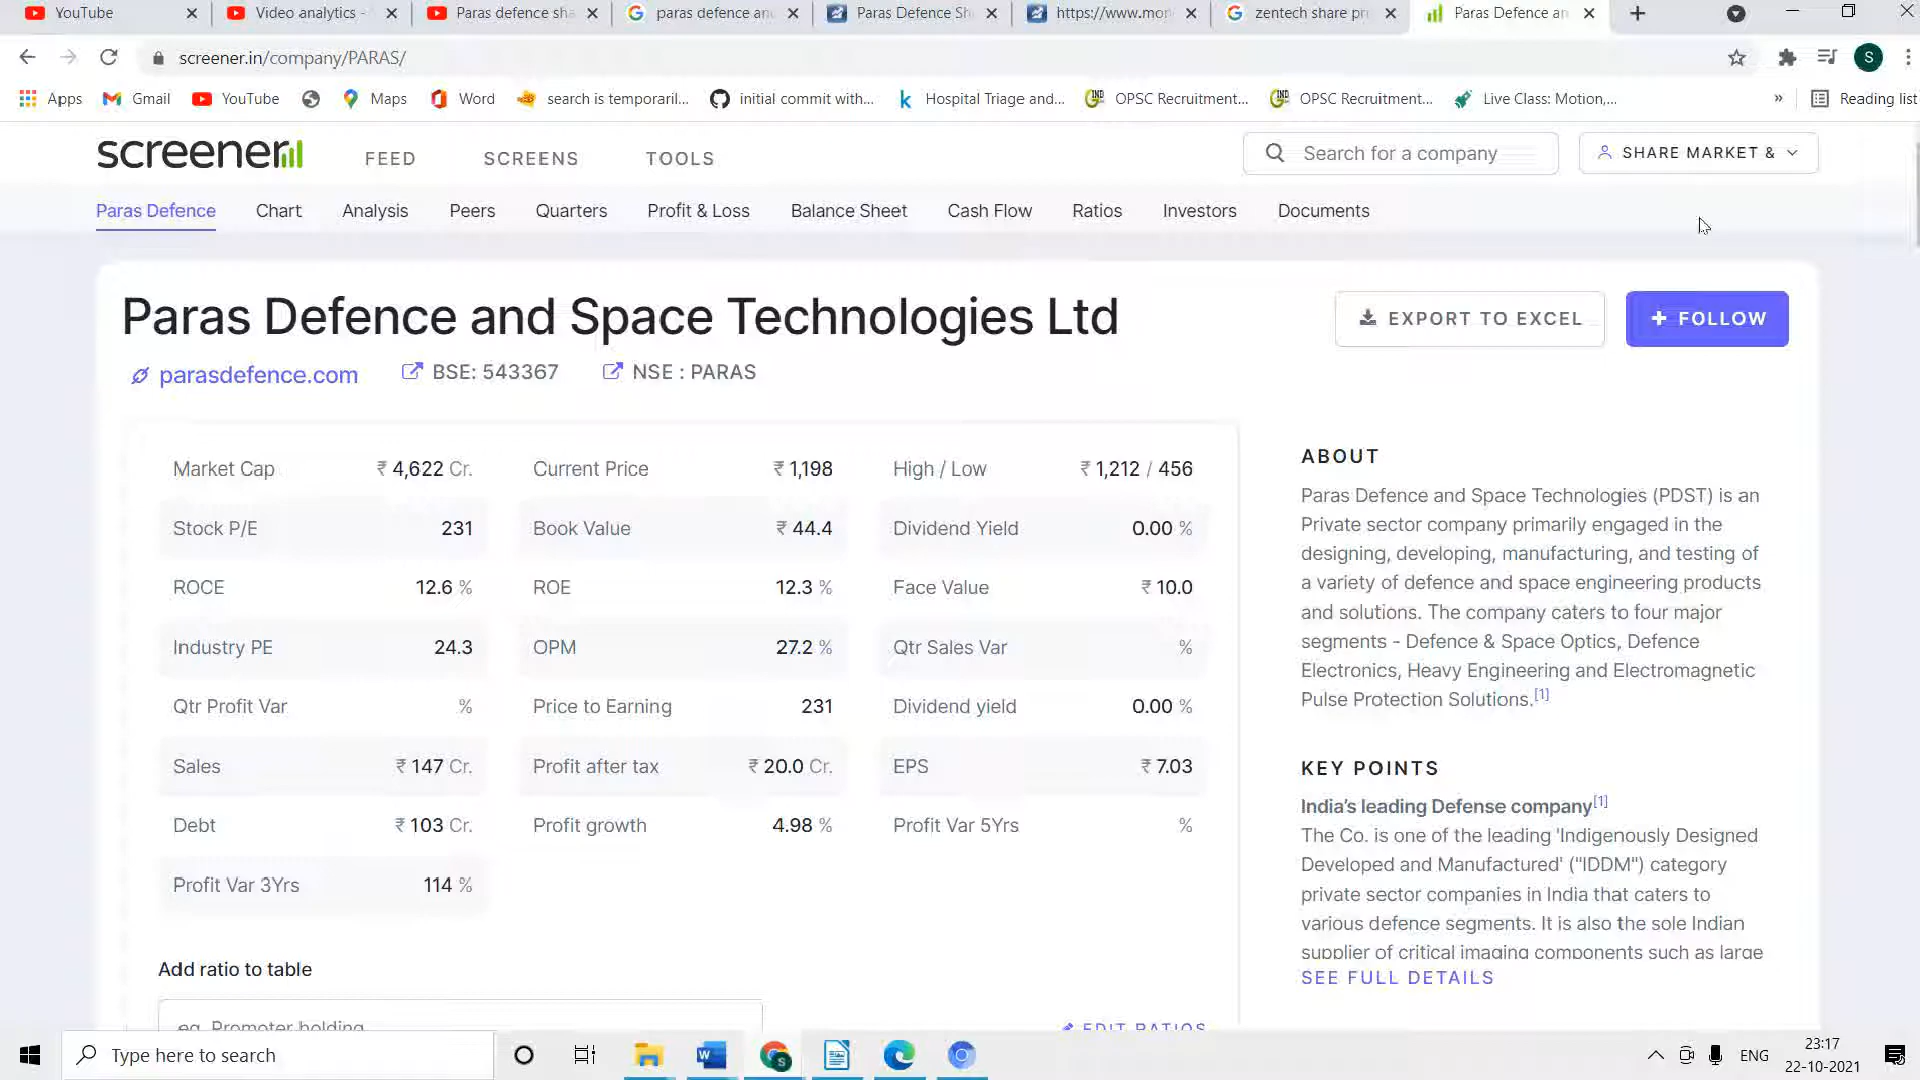 YouTube
Video analytics -
Paras defence sha
paras defence an
Paras Defence Sh
https://www.mon
zentech share pr
Paras Defence an
screener.in/company/PARAS/
S
Apps
Gmail
YouTube
Maps
Word
search is temporaril...
initial commit with...
Hospital Triage and...
OPSC Recruitment...
OPSC Recruitment...
Live Class: Motion,...
»
Reading list
screener
FEED
SCREENS
TOOLS
Search for a company
SHARE MARKET &
Paras Defence
Chart
Analysis
Peers
Quarters
Profit & Loss
Balance Sheet
Cash Flow
Ratios
Investors
Documents
Paras Defence and Space Technologies Ltd
EXPORT TO EXCEL
+ FOLLOW
parasdefence.com
BSE: 543367
NSE : PARAS
Market Cap ₹ 4,622 Cr.
Current Price ₹ 1,198
High / Low ₹ 1,212 / 456
Stock P/E 231
Book Value ₹ 44.4
Dividend Yield 0.00 %
ROCE 12.6 %
ROE 12.3 %
Face Value ₹ 10.0
Industry PE 24.3
OPM 27.2 %
Qtr Sales Var %
Qtr Profit Var %
Price to Earning 231
Dividend yield 0.00 %
Sales ₹ 147 Cr.
Profit after tax ₹ 20.0 Cr.
EPS ₹ 7.03
Debt ₹ 103 Cr.
Profit growth 4.98 %
Profit Var 5Yrs %
Profit Var 3Yrs 114 %
Add ratio to table
eg. Promoter holding
EDIT RATIOS
ABOUT
Paras Defence and Space Technologies (PDST) is an
Private sector company primarily engaged in the
designing, developing, manufacturing, and testing of
a variety of defence and space engineering products
and solutions. The company caters to four major
segments - Defence & Space Optics, Defence
Electronics, Heavy Engineering and Electromagnetic
Pulse Protection Solutions.[1]
KEY POINTS
India's leading Defense company[1]
The Co. is one of the leading 'Indigenously Designed
Developed and Manufactured' ("IDDM") category
private sector companies in India that caters to
various defence segments. It is also the sole Indian
supplier of critical imaging components such as large
SEE FULL DETAILS
Type here to search
ENG
23:17
22-10-2021